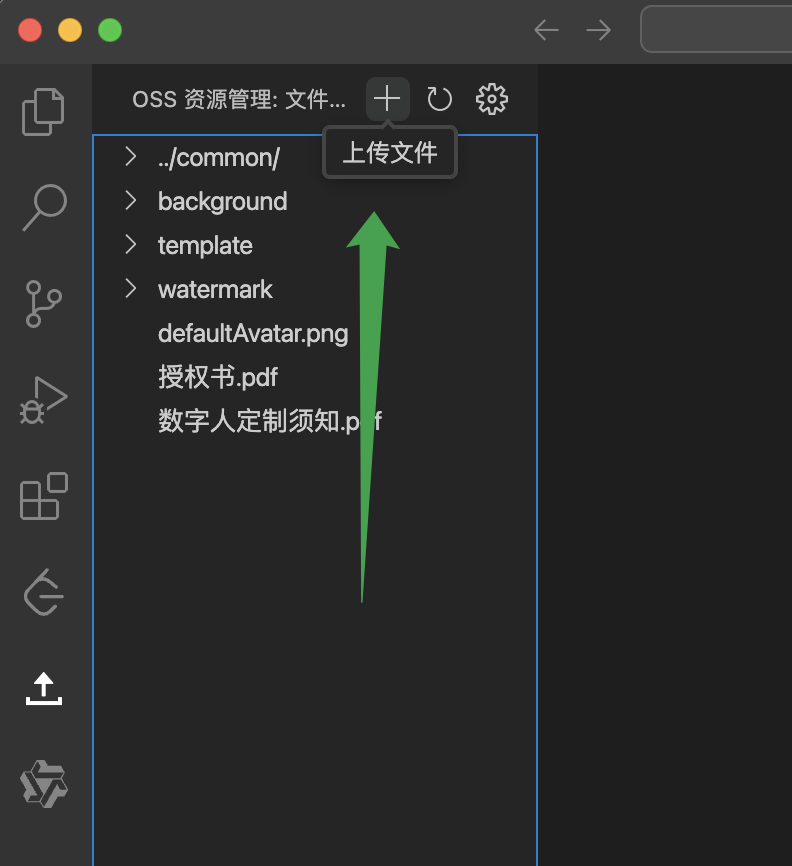 OSS 资源管理: 文件...
上传文件
../common/
background
template
watermark
defaultAvatar.png
授权书.pdf
数字人定制须知.pdf